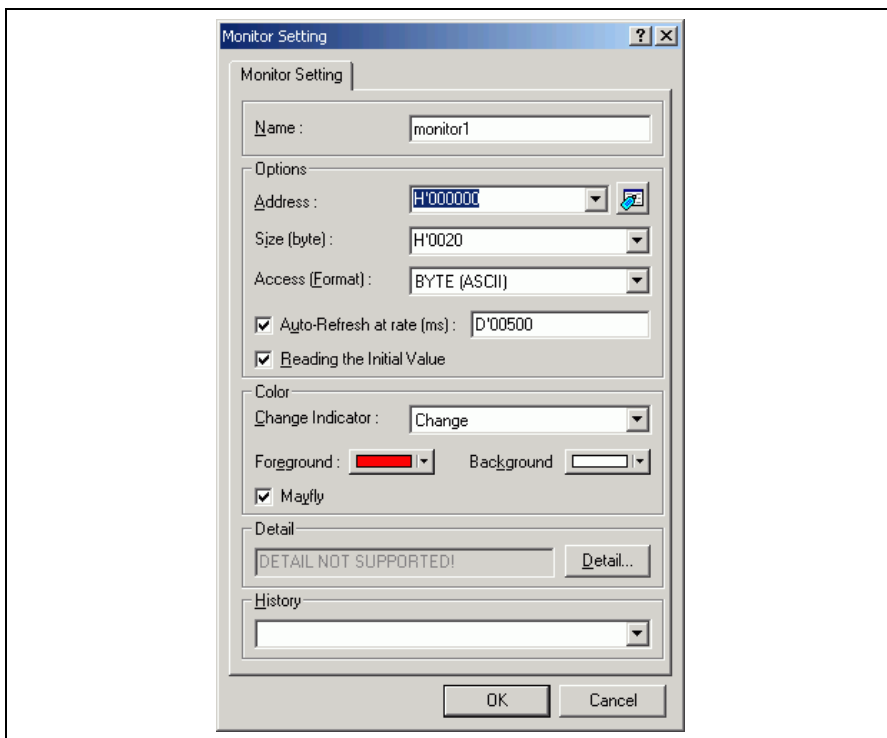 Monitor Setting
Monitor Setting
Name : monitor1
Options
Address : H'000000
Size (byte) : H'0020
Access (Format) : BYTE (ASCII)
Auto-Refresh at rate (ms) : D'00500
Reading the Initial Value
Color
Change Indicator : Change
Foreground : Background
Mayfly
Detail
DETAIL NOT SUPPORTED! Detail...
History
OK Cancel